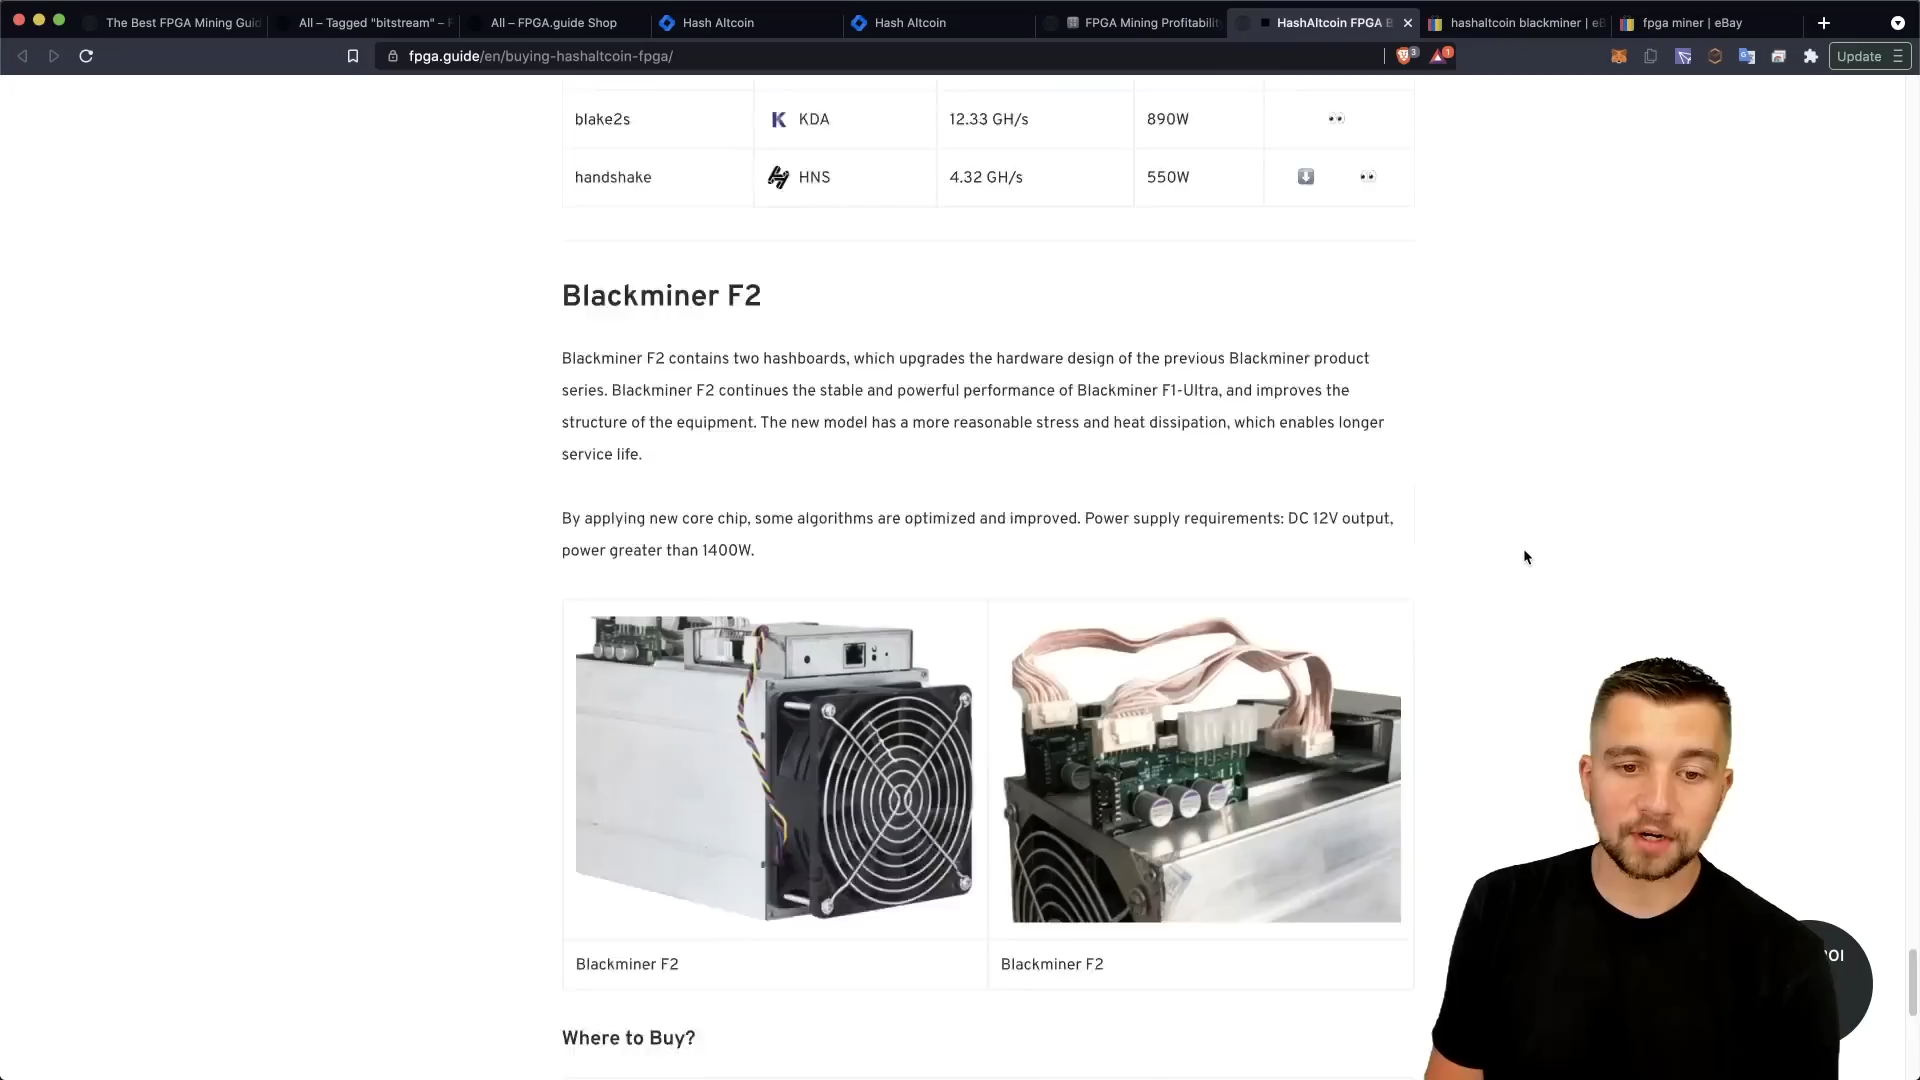 The Best FPGA Mining Guid
All – Tagged "bitstream" – F
All – FPGA.guide Shop
Hash Altcoin
Hash Altcoin
FPGA Mining Profitabilit
HashAltcoin FPGA B
hashaltcoin blackminer | eB
fpga miner | eBay
fpga.guide/en/buying-hashaltcoin-fpga/
3
1
Update
blake2s KDA 12.33 GH/s 890W
handshake HNS 4.32 GH/s 550W
Blackminer F2
Blackminer F2 contains two hashboards, which upgrades the hardware design of the previous Blackminer product
series. Blackminer F2 continues the stable and powerful performance of Blackminer F1-Ultra, and improves the
structure of the equipment. The new model has a more reasonable stress and heat dissipation, which enables longer
service life.
By applying new core chip, some algorithms are optimized and improved. Power supply requirements: DC 12V output,
power greater than 1400W.
Blackminer F2
Blackminer F2
Where to Buy?